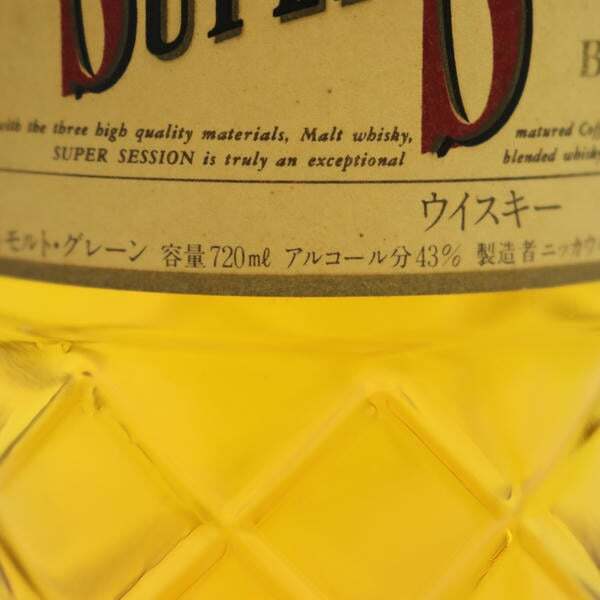 SUPER S
B
with the three high quality materials, Malt whisky, matured Coff
SUPER SESSION is truly an exceptional blended whisky
ウイスキー
モルト・グレーン 容量720ml アルコール分43% 製造者ニッカウ